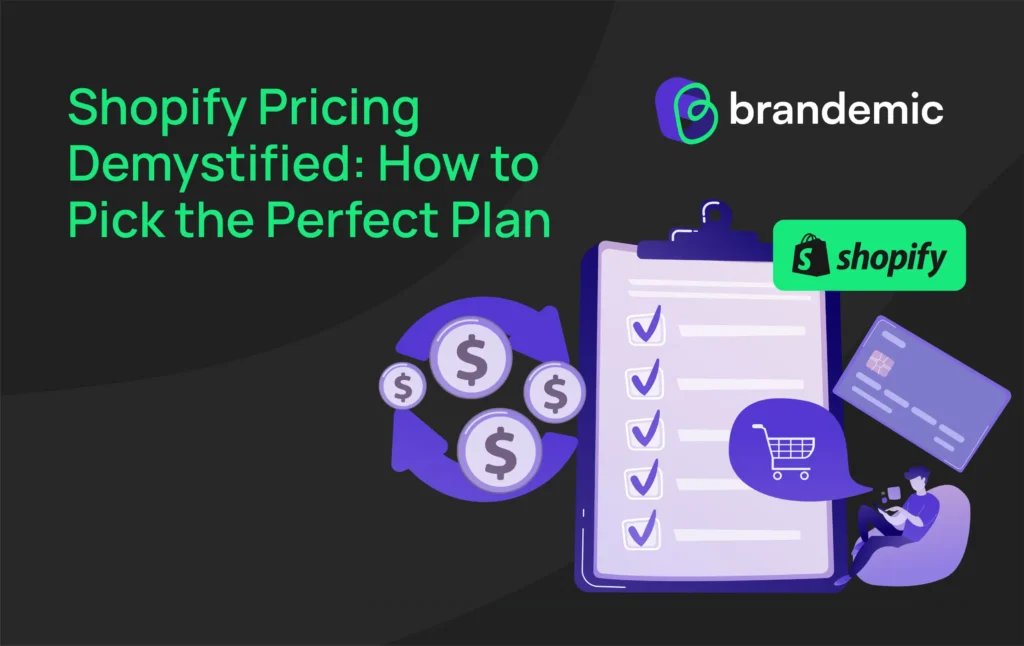 Shopify Pricing
Demystified: How to
Pick the Perfect Plan
brandemic
shopify
$
$
$
$